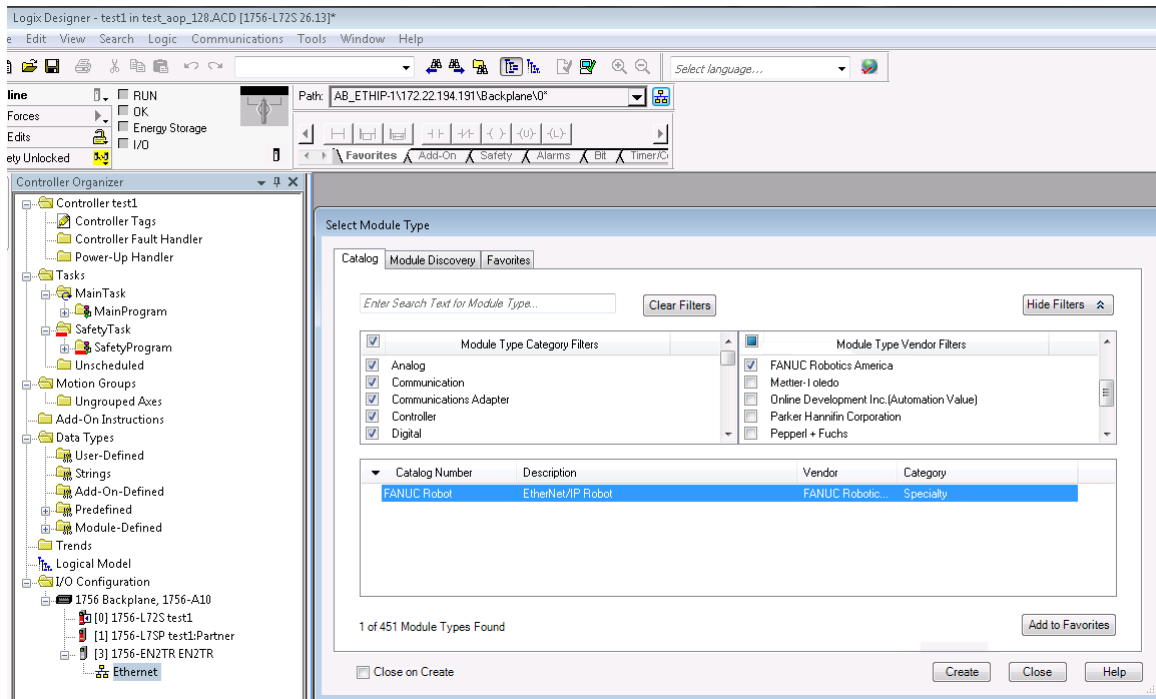 Logix Designer - test1 in test_aop_128.ACD [1756-L72S 26.13]*
e Edit View Search Logic Communications Tools Window Help
Select language...
line
RUN
Path: AB_ETHIP-1\172.22.194.191\Backplane\0*
OK
Forces
Energy Storage
Edits
I/O
ety Unlocked
Favorites Add-On Safety Alarms Bit Timer/C
Controller Organizer
Controller test1
Controller Tags
Controller Fault Handler
Power-Up Handler
Tasks
MainTask
MainProgram
SafetyTask
SafetyProgram
Unscheduled
Motion Groups
Ungrouped Axes
Add-On Instructions
Data Types
User-Defined
Strings
Add-On-Defined
Predefined
Module-Defined
Trends
Logical Model
I/O Configuration
1756 Backplane, 1756-A10
[0] 1756-L72S test1
[1] 1756-L7SP test1:Partner
[3] 1756-EN2TR EN2TR
Ethernet
Select Module Type
Catalog Module Discovery Favorites
Enter Search Text for Module Type...
Clear Filters
Hide Filters
Module Type Category Filters
Analog
Communication
Communications Adapter
Controller
Digital
Module Type Vendor Filters
FANUC Robotics America
Mettler-Toledo
Online Development Inc.(Automation Value)
Parker Hannifin Corporation
Pepperl + Fuchs
Catalog Number Description Vendor Category
FANUC Robot EtherNet/IP Robot FANUC Robotic... Specialty
1 of 451 Module Types Found
Add to Favorites
Close on Create
Create Close Help